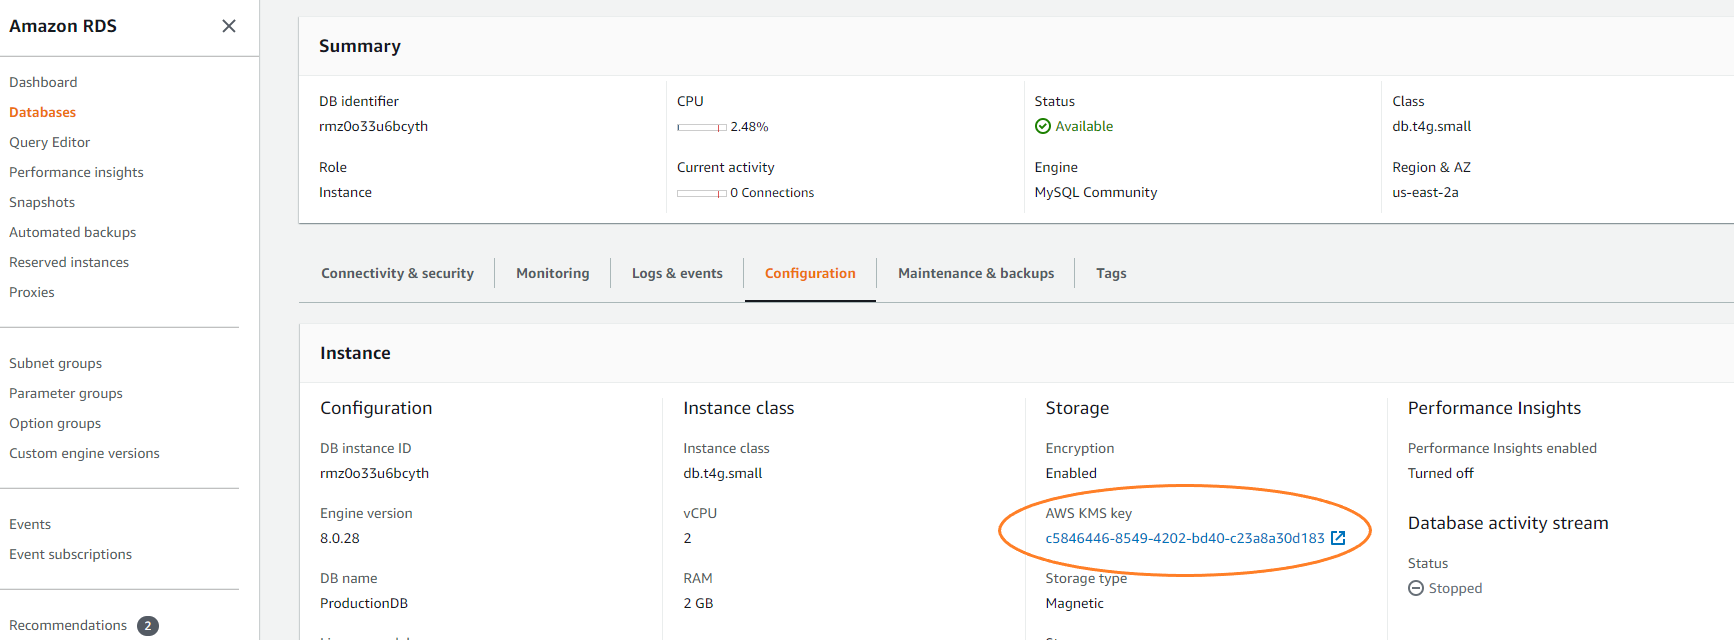 Amazon RDS
Dashboard
Databases
Query Editor
Performance insights
Snapshots
Automated backups
Reserved instances
Proxies
Subnet groups
Parameter groups
Option groups
Custom engine versions
Events
Event subscriptions
Recommendations 2
Summary
DB identifier
rmz0o33u6bcyth
CPU
2.48%
Status
Available
Class
db.t4g.small
Role
Instance
Current activity
0 Connections
Engine
MySQL Community
Region & AZ
us-east-2a
Connectivity & security
Monitoring
Logs & events
Configuration
Maintenance & backups
Tags
Instance
Configuration
DB instance ID
rmz0o33u6bcyth
Engine version
8.0.28
DB name
ProductionDB
Instance class
Instance class
db.t4g.small
vCPU
2
RAM
2 GB
Storage
Encryption
Enabled
AWS KMS key
c5846446-8549-4202-bd40-c23a8a30d183
Storage type
Magnetic
Performance Insights
Performance Insights enabled
Turned off
Database activity stream
Status
Stopped